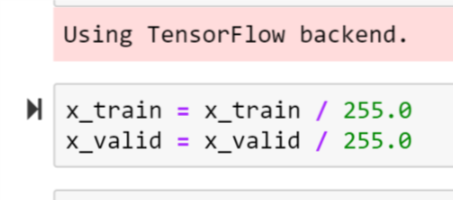 Using TensorFlow backend.
x_train = x_train / 255.0
x_valid = x_valid / 255.0